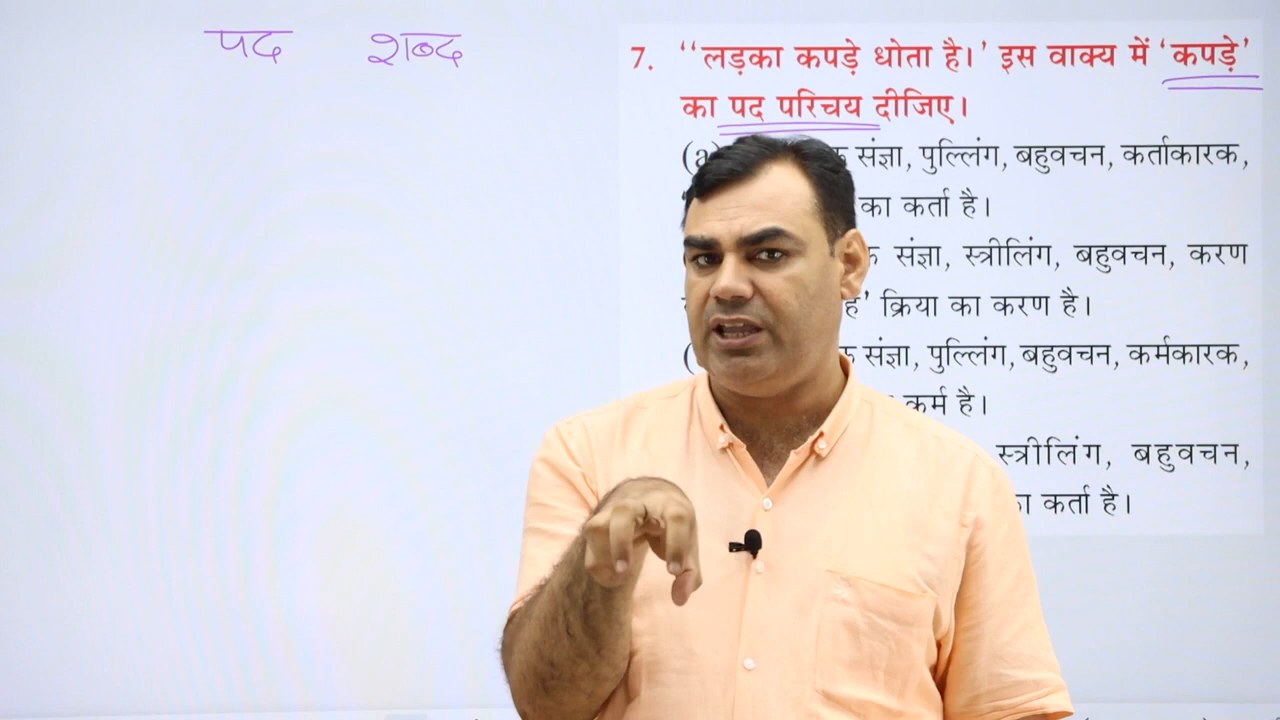 पद शब्द
7. ‘‘लड़का कपड़े धोता है।’ इस वाक्य में ‘कपड़े’
का पद परिचय दीजिए।
संज्ञा, पुल्लिंग, बहुवचन, कर्ताकारक,
का कर्ता है।
संज्ञा, स्त्रीलिंग, बहुवचन, करण
क्रिया का करण है।
संज्ञा, पुल्लिंग, बहुवचन, कर्मकारक,
कर्म है।
स्त्रीलिंग, बहुवचन,
कर्ता है।